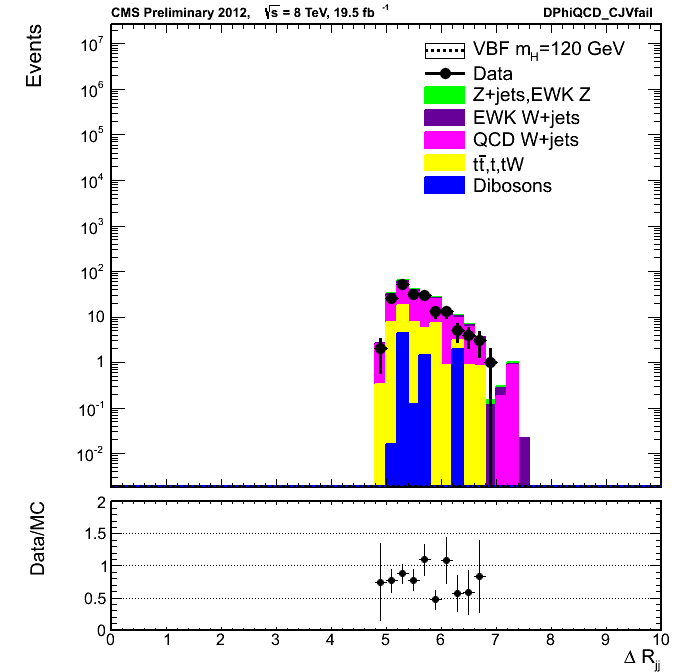 CMS Preliminary 2012, √s = 8 TeV, 19.5 fb⁻¹ DPhiQCD_CJVfail
Events
10⁷
10⁶
10⁵
10⁴
10³
10²
10
1
10⁻¹
10⁻²
VBF m_H=120 GeV
Data
Z+jets,EWK Z
EWK W+jets
QCD W+jets
tt̄,t,tW
Dibosons
Data/MC
2
1.5
1
0.5
0
0 1 2 3 4 5 6 7 8 9 10
Δ R_jj